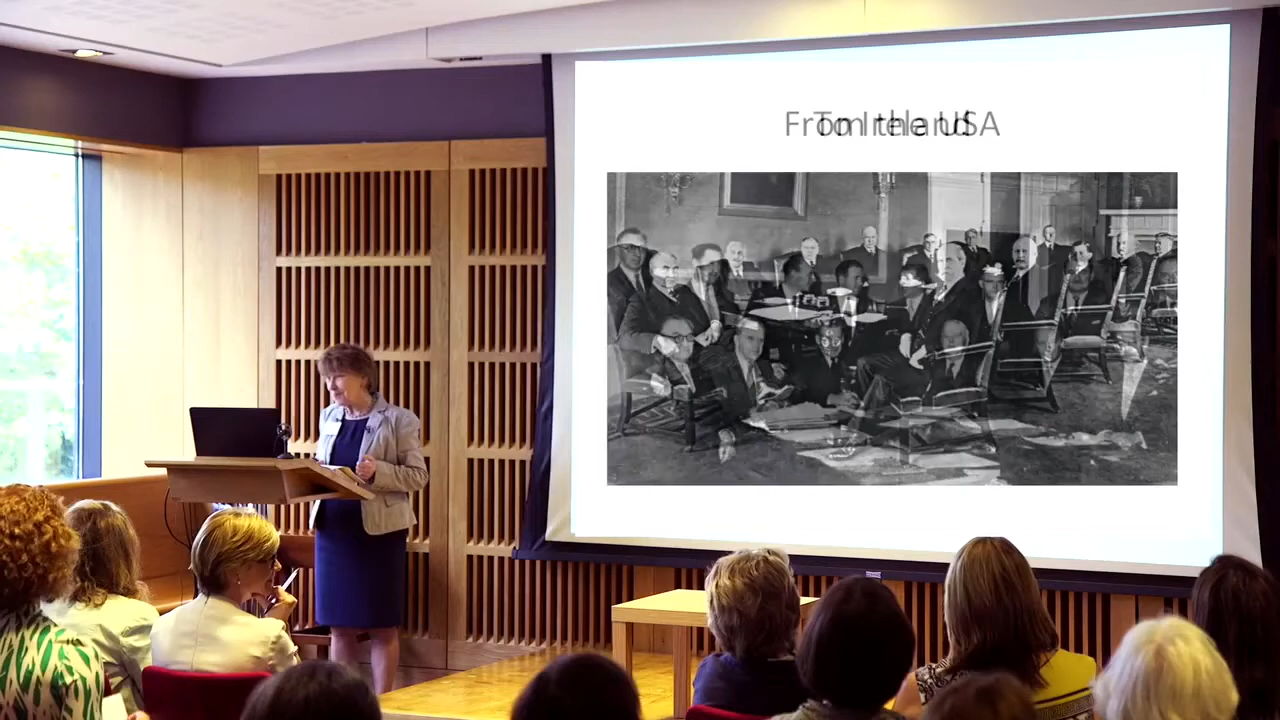 From Ireland
To the USA